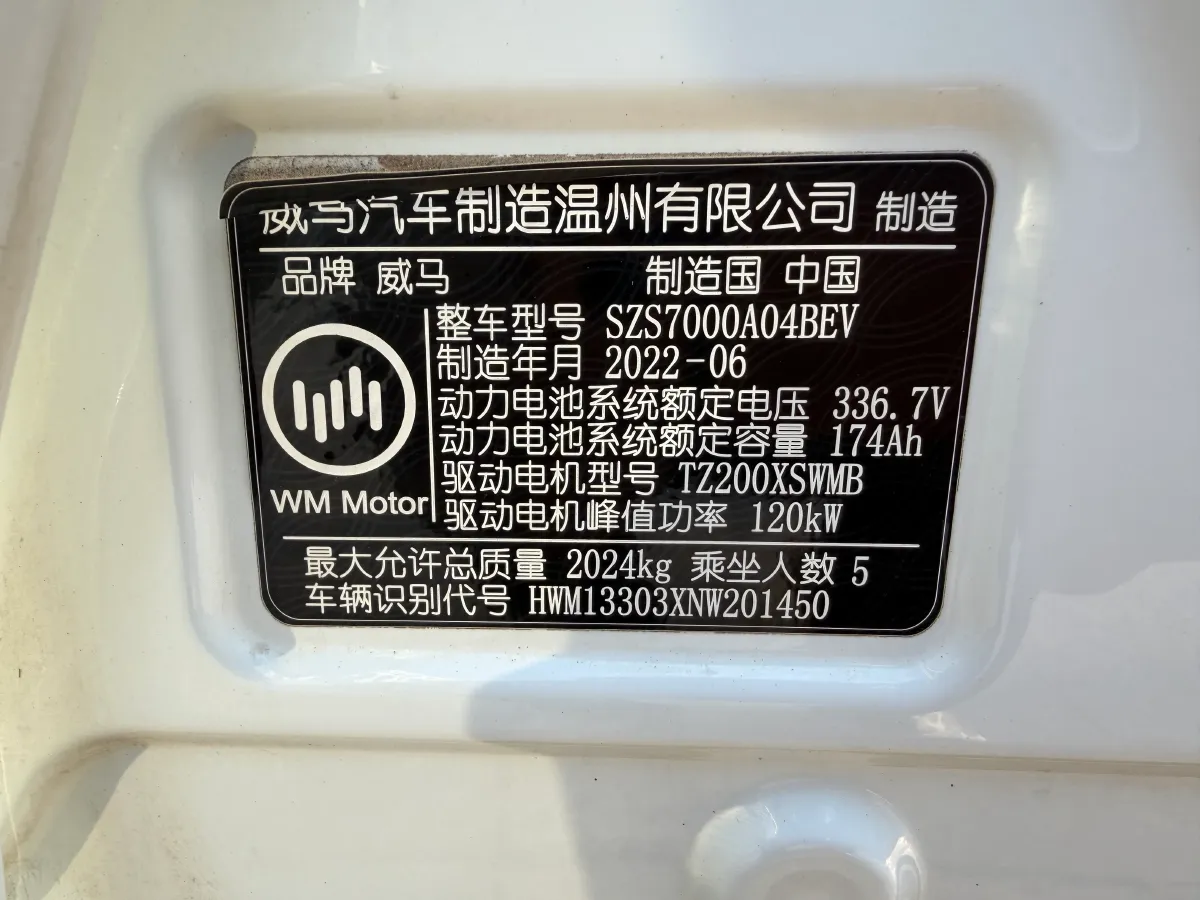 威马汽车制造温州有限公司 制造
品牌 威马 制造国 中国
整车型号 SZS7000A04BEV
制造年月 2022-06
动力电池系统额定电压 336.7V
动力电池系统额定容量 174Ah
驱动电机型号 TZ200XSWMB
驱动电机峰值功率 120kW
WM Motor
最大允许总质量 2024kg 乘坐人数 5
车辆识别代号 HWM13303XNW201450